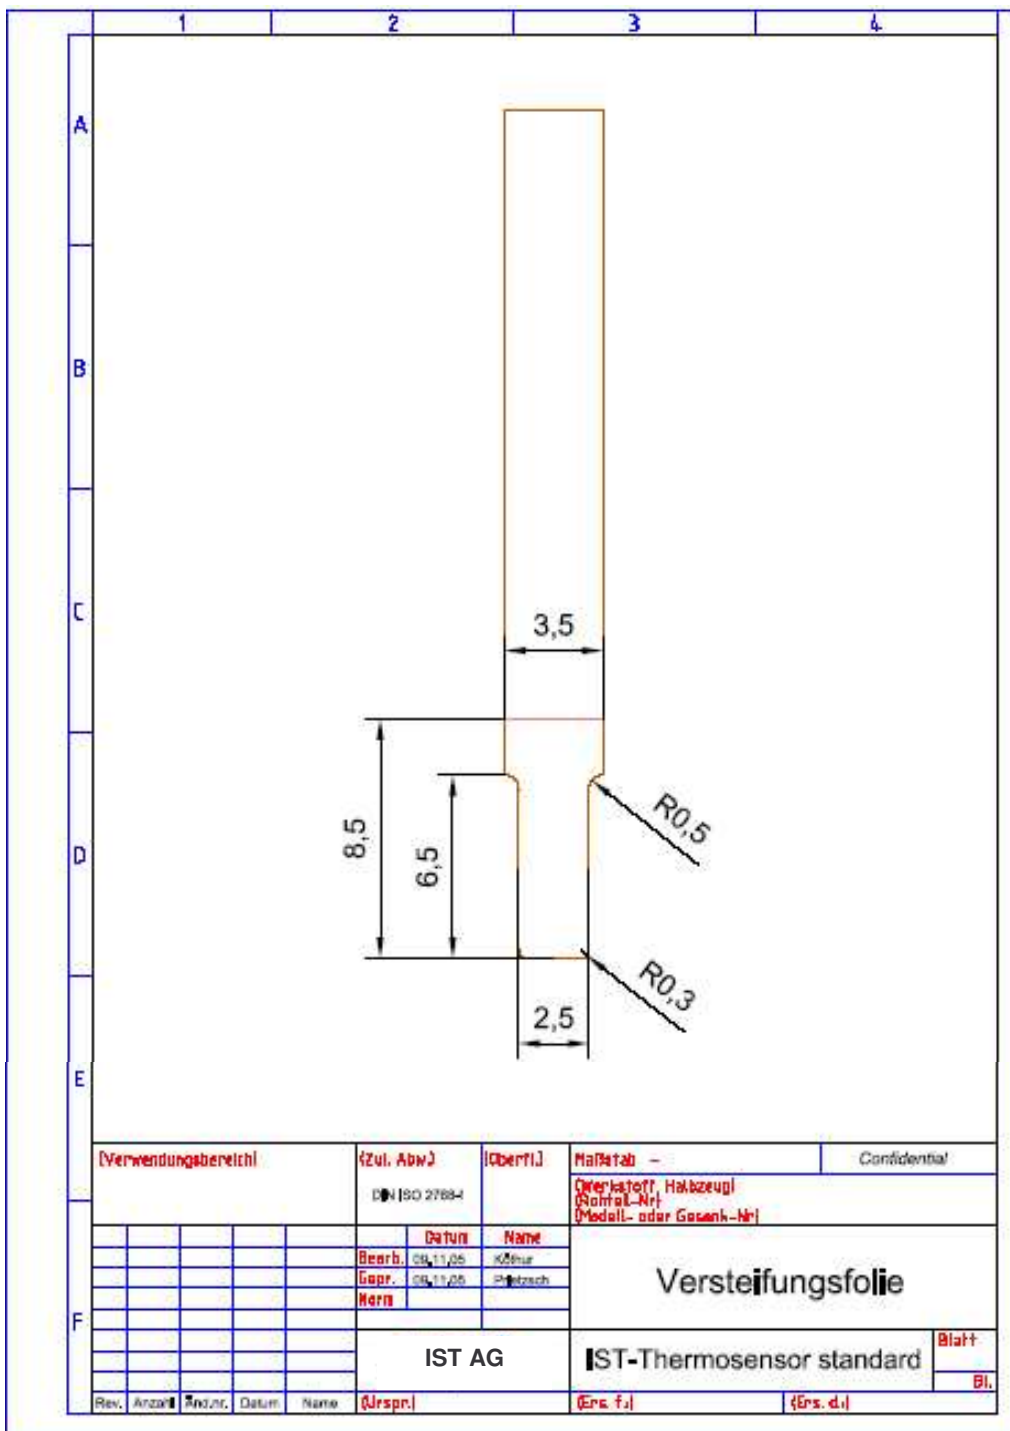 1 2 3 4
A
B
C
D
E
F
3,5
8,5
6,5
R0,5
R0,3
2,5
(Verwendungsbereich)
(Zul. Abw.)
(Oberfl.)
Maßstab -
Confidential
DIN ISO 2768-f
(Werkstoff, Halbzeug)
(Rohteil-Nr)
(Modell- oder Gesenk-Nr)
Datum Name
Bearb. 09.11.05 Köthur
Gepr. 09.11.05 Prietzsch
Norm
Versteifungsfolie
IST AG
IST-Thermosensor standard
Blatt
Bl.
Rev. Anzahl Änd.nr. Datum Name
(Urspr.)
(Ers. f.)
(Ers. d.)